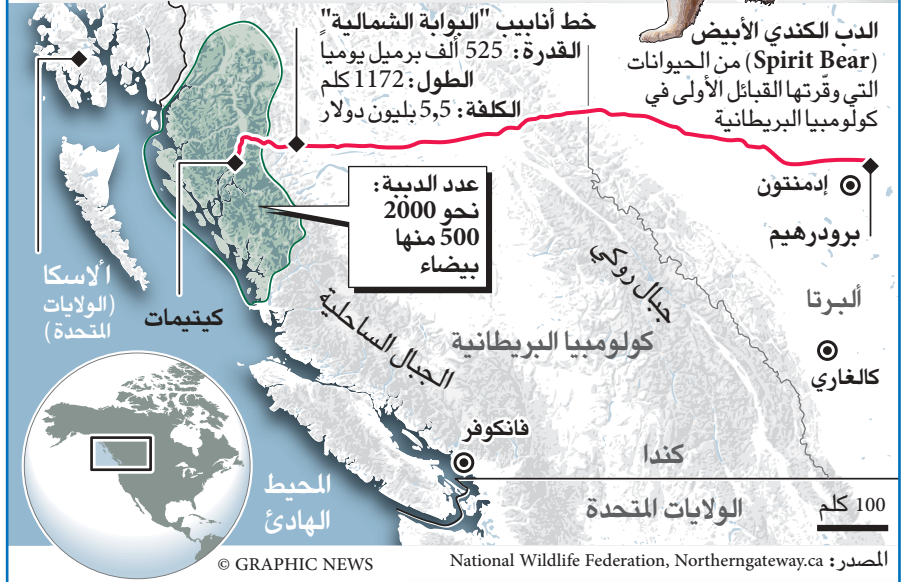 الدب الكندي الأبيض
(Spirit Bear) من الحيوانات
التي وقّرتها القبائل الأولى في
كولومبيا البريطانية
خط أنابيب "البوابة الشمالية"
القدرة: 525 ألف برميل يومياً
الطول: 1172 كلم
الكلفة: 5,5 بليون دولار
عدد الدببة:
نحو 2000
500 منها
بيضاء
إدمنتون
برودرهيم
ألبرتا
كالغاري
جبال روكي
كولومبيا البريطانية
الجبال الساحلية
كيتيمات
ألاسكا
(الولايات
المتحدة)
فانكوفر
كندا
الولايات المتحدة
المحيط
الهادئ
100 كلم
المصدر: National Wildlife Federation, Northerngateway.ca
© GRAPHIC NEWS